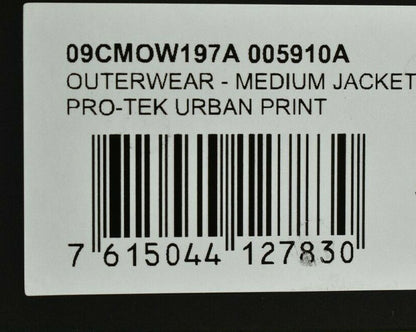 09CMOW197A 005910A
OUTERWEAR - MEDIUM JACKET
PRO-TEK URBAN PRINT
7 615044 127830